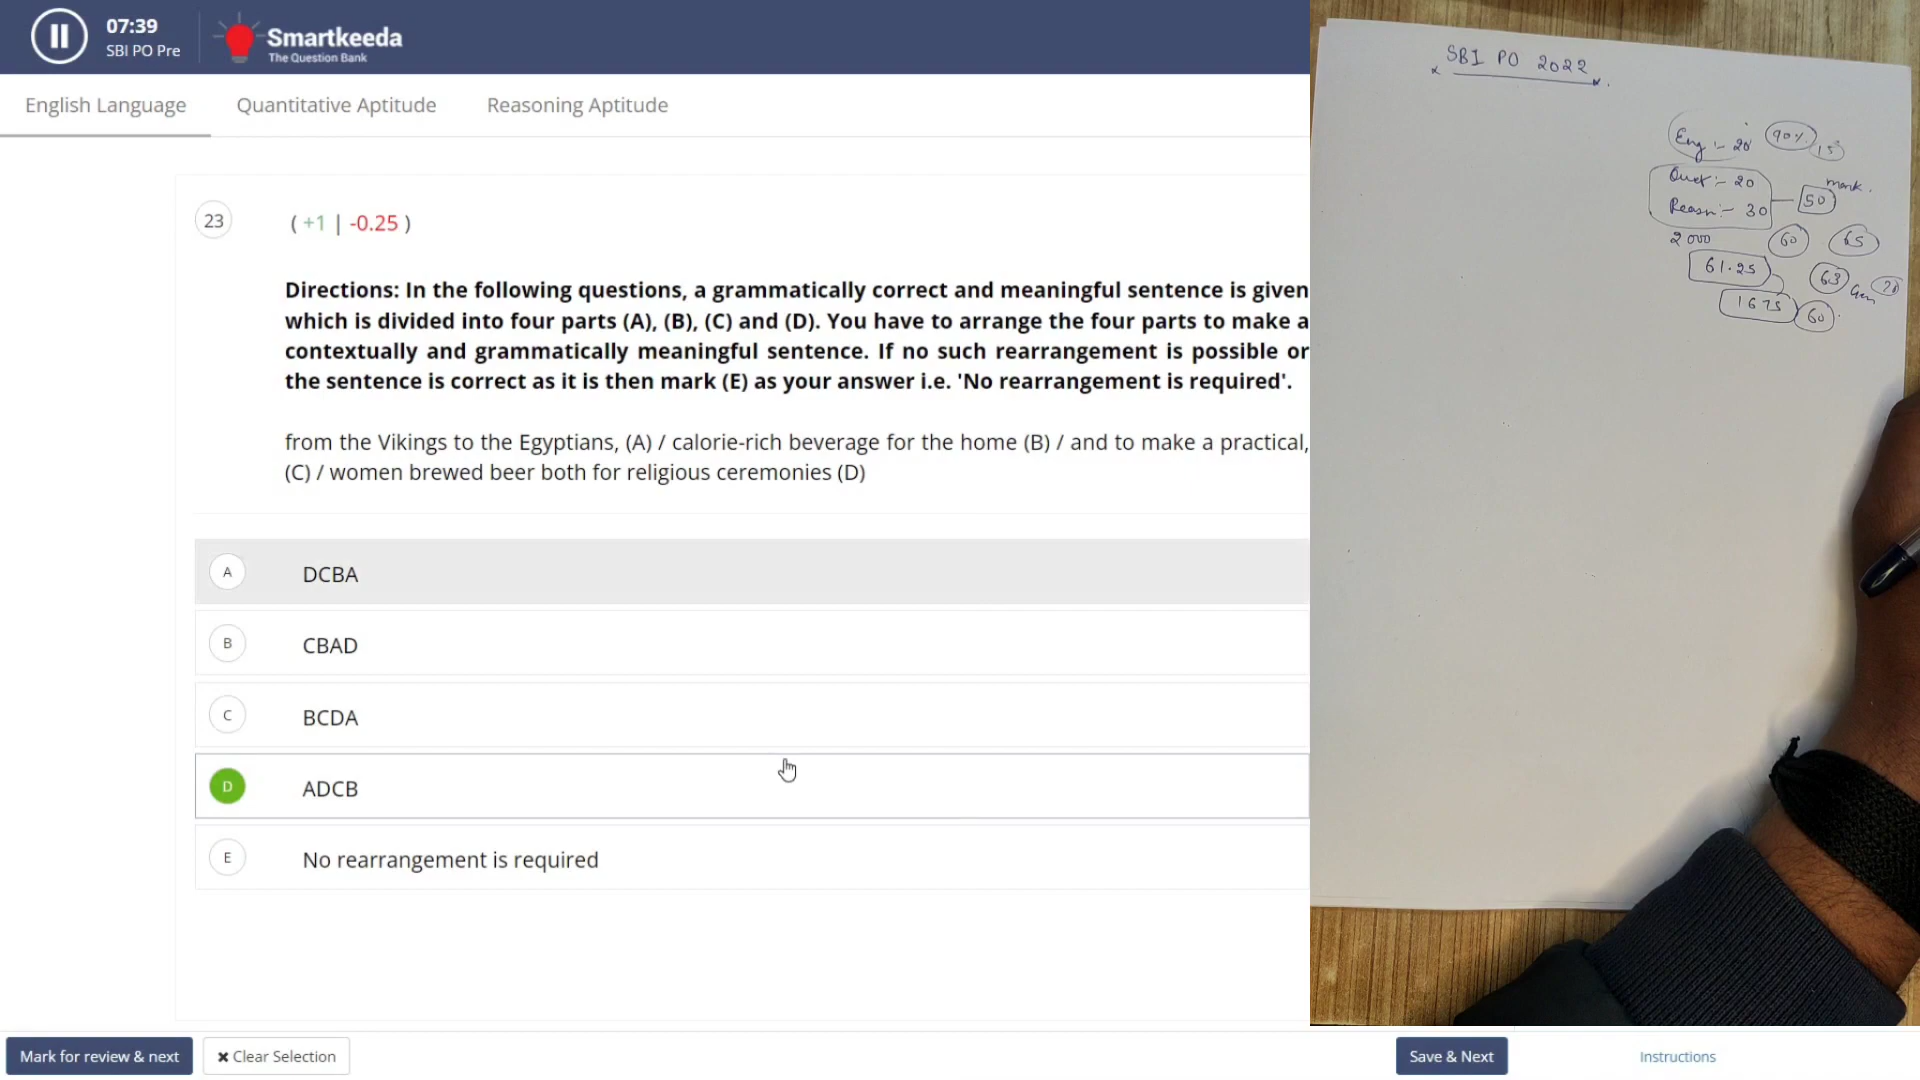 07:39
SBI PO Pre
Smartkeeda
The Question Bank
English Language
Quantitative Aptitude
Reasoning Aptitude
23
( +1 | -0.25 )
Directions: In the following questions, a grammatically correct and meaningful sentence is given
which is divided into four parts (A), (B), (C) and (D). You have to arrange the four parts to make a
contextually and grammatically meaningful sentence. If no such rearrangement is possible or
the sentence is correct as it is then mark (E) as your answer i.e. 'No rearrangement is required'.
from the Vikings to the Egyptians, (A) / calorie-rich beverage for the home (B) / and to make a practical,
(C) / women brewed beer both for religious ceremonies (D)
A DCBA
B CBAD
C BCDA
D ADCB
E No rearrangement is required
Mark for review & next
✖ Clear Selection
Save & Next
Instructions
SBI PO 2022
Eng :- 20 90%
Quet :- 20
Reason :- 30 50 mark.
2000 60 65
61.25 63
1675 60